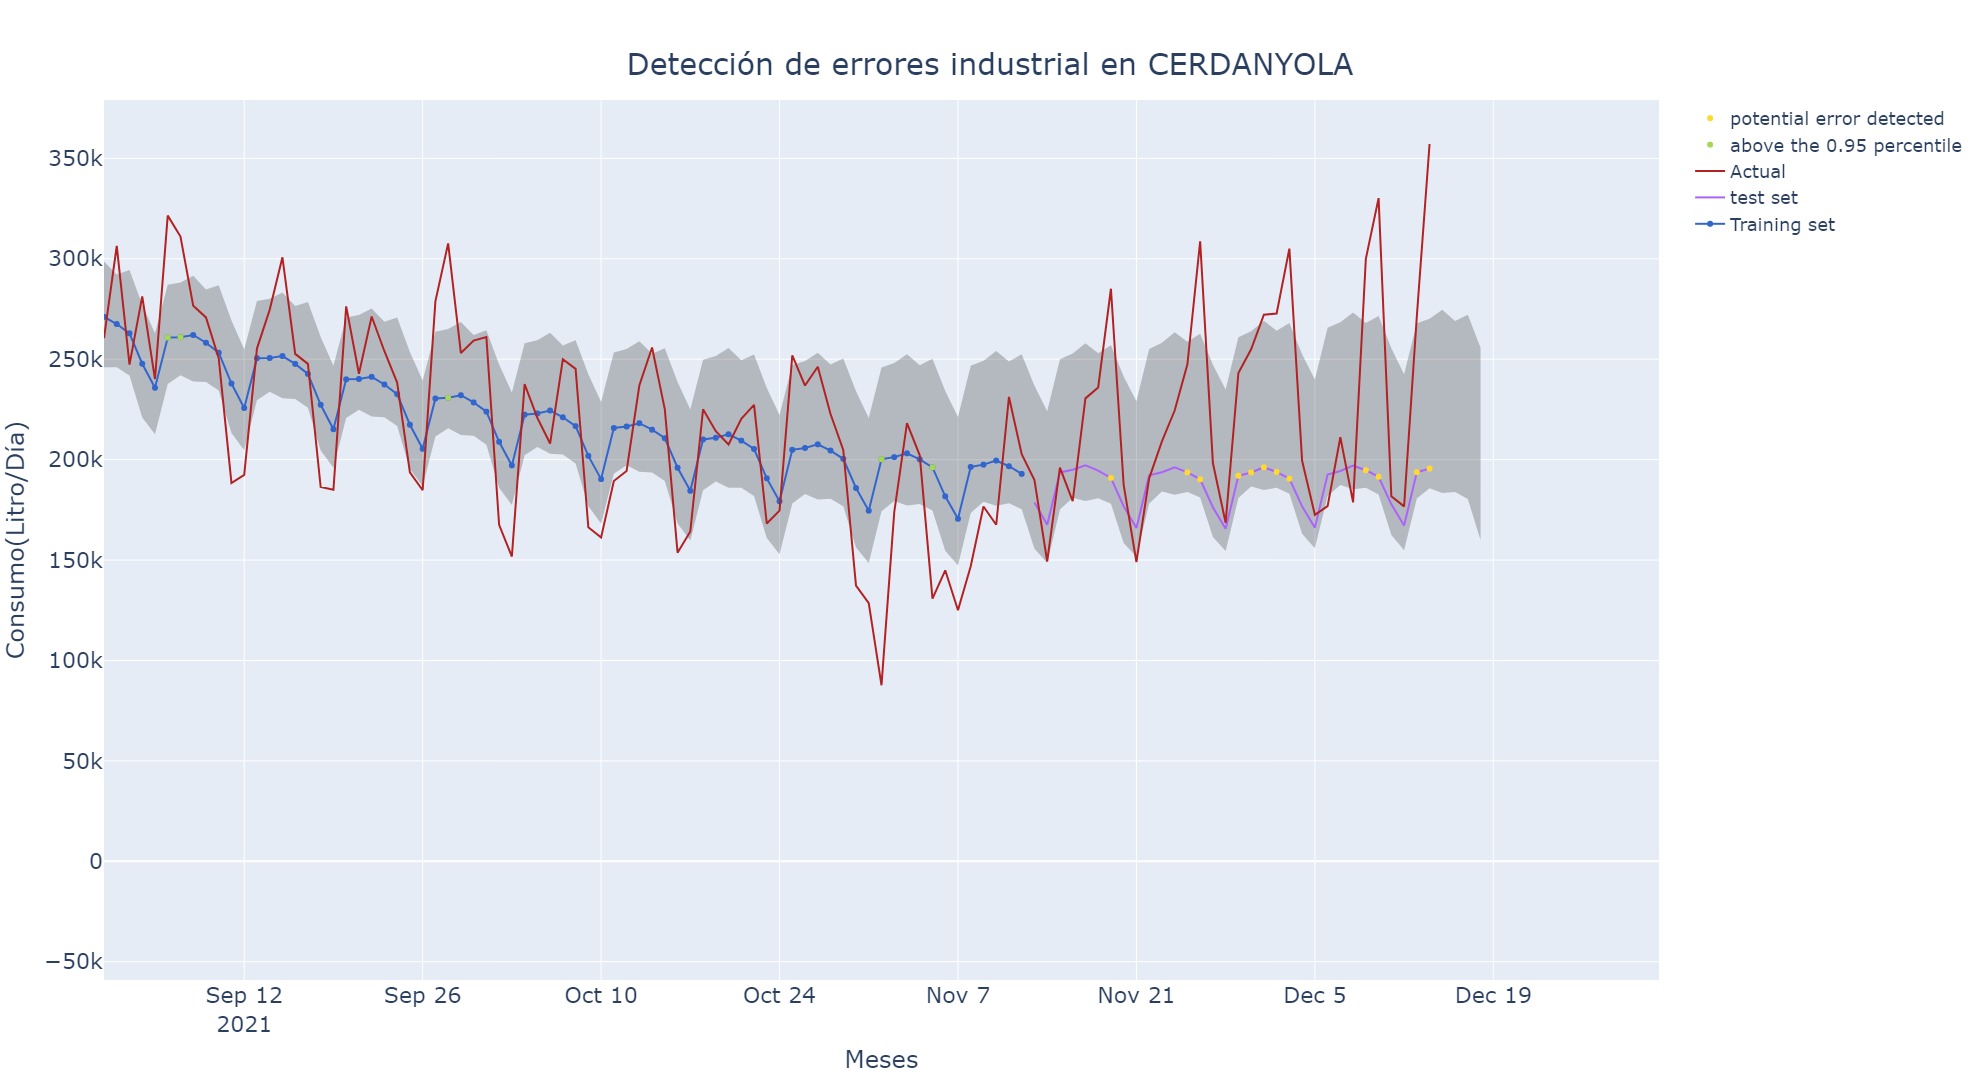 Detección de errores industrial en CERDANYOLA
potential error detected
above the 0.95 percentile
Actual
test set
Training set
350k
300k
250k
200k
150k
100k
50k
0
−50k
Consumo(Litro/Día)
Sep 12
2021
Sep 26
Oct 10
Oct 24
Nov 7
Nov 21
Dec 5
Dec 19
Meses